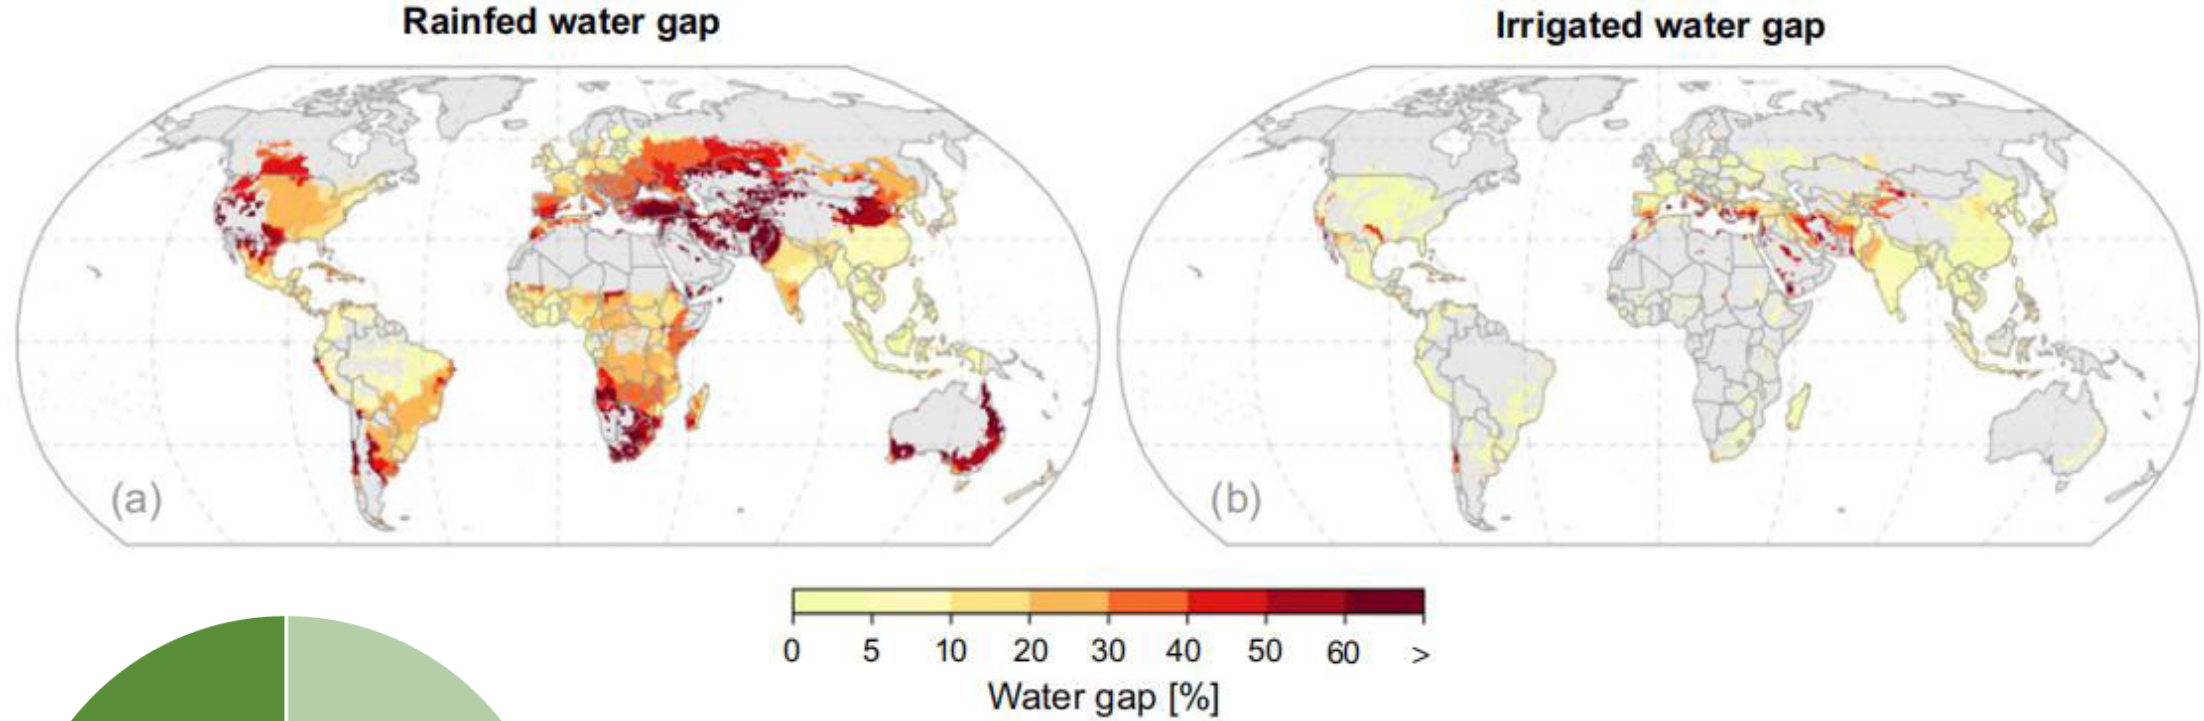 Rainfed water gap
Irrigated water gap
(a)
(b)
0 5 10 20 30 40 50 60 >
Water gap [%]